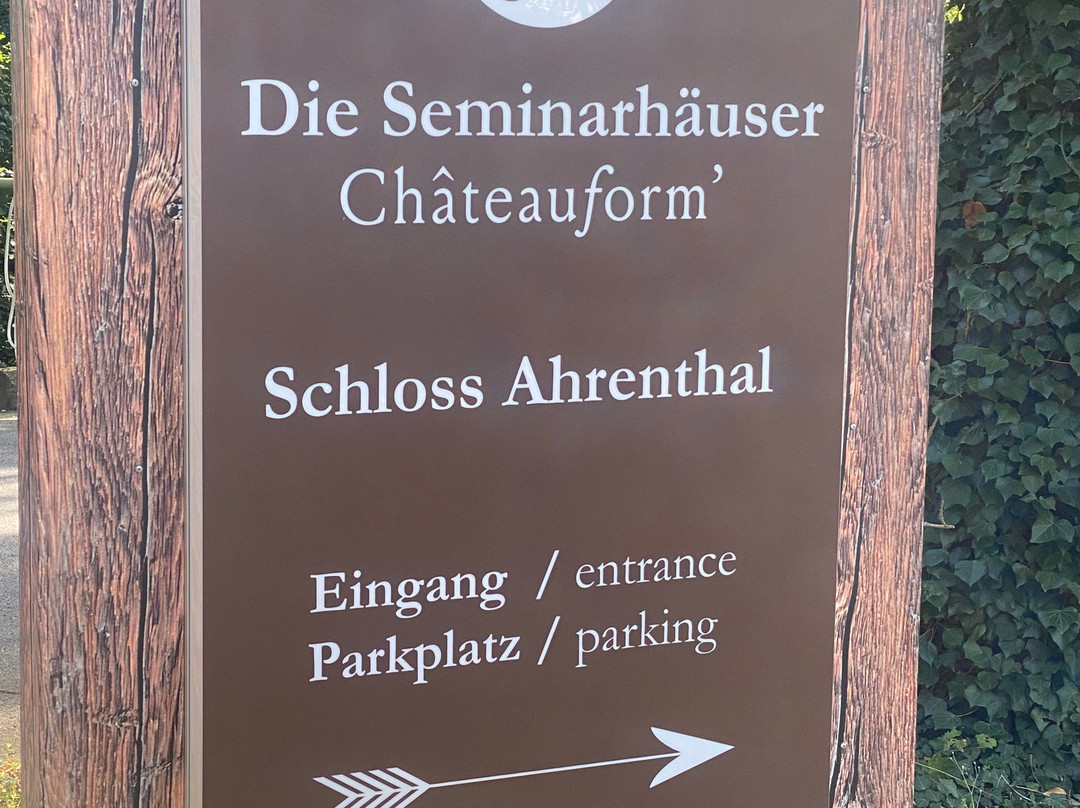 Die Seminarhäuser
Châteauform’
Schloss Ahrenthal
Eingang / entrance
Parkplatz / parking